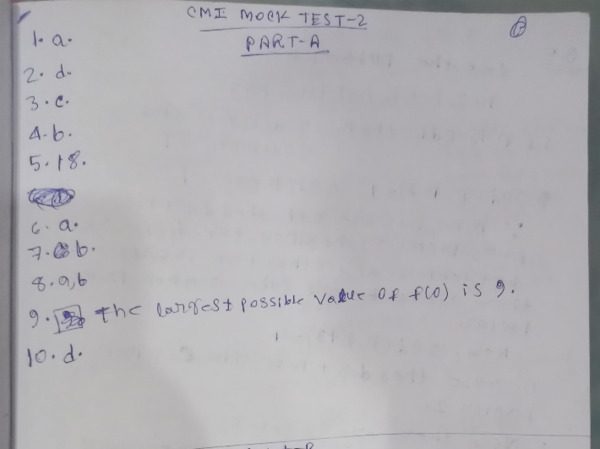 CMI MOCK TEST-2
PART-A
1. a.
2. d.
3. c.
4. b.
5. 18.
6. a.
7. b.
8. a,b
9. The largest possible value of f(0) is 9.
10. d.